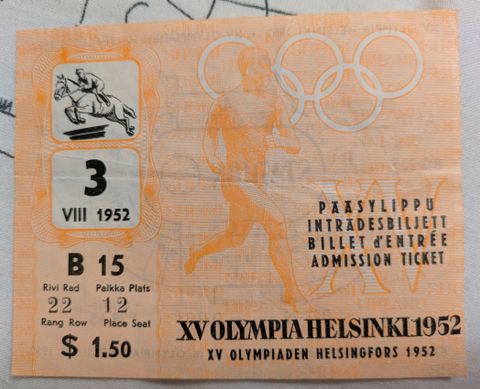 3
VIII 1952
B 15
Rivi Rad Paikka Plats
22 12
Rang Row Place Seat
$ 1.50
PÄÄSYLIPPU
INTRÄDESBILJETT
BILLET d'ENTRÉE
ADMISSION TICKET
XV OLYMPIA HELSINKI 1952
XV OLYMPIADEN HELSINGFORS 1952